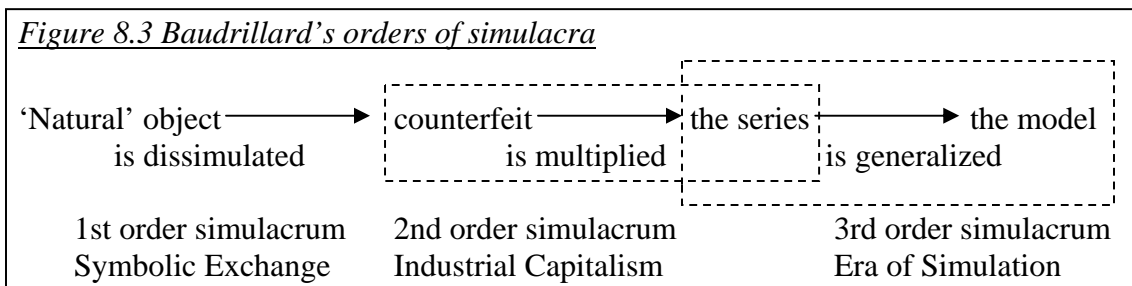 Figure 8.3 Baudrillard’s orders of simulacra
‘Natural’ object counterfeit the series the model
is dissimulated is multiplied is generalized
1st order simulacrum 2nd order simulacrum 3rd order simulacrum
Symbolic Exchange Industrial Capitalism Era of Simulation